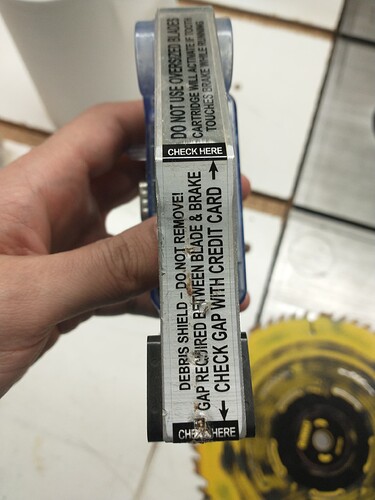 DO NOT USE OVERSIZED BLADES
CARTRIDGE WILL ACTIVATE IF TOOTH
TOUCHES BRAKE WHILE RUNNING
CHECK HERE
DEBRIS SHIELD – DO NOT REMOVE!
GAP REQUIRED BETWEEN BLADE & BRAKE
CHECK GAP WITH CREDIT CARD
CHECK HERE